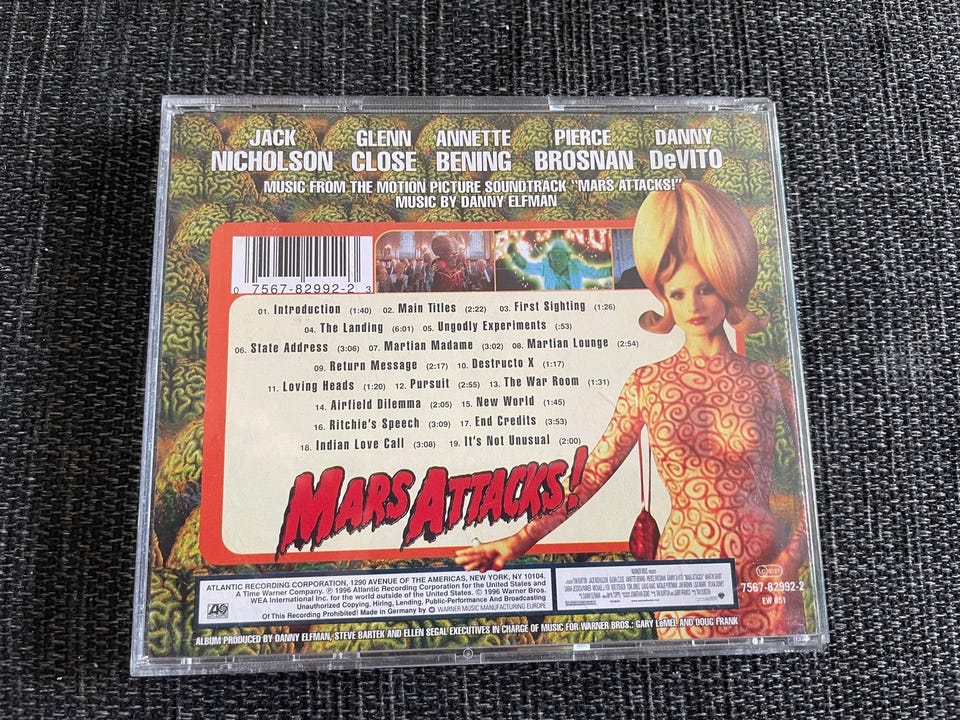 JACK NICHOLSON GLENN CLOSE ANNETTE BENING PIERCE BROSNAN DANNY DeVITO
MUSIC FROM THE MOTION PICTURE SOUNDTRACK "MARS ATTACKS!"
MUSIC BY DANNY ELFMAN
0 7567-82992-2 3
01. Introduction (1:40) 02. Main Titles (2:22) 03. First Sighting (1:26)
04. The Landing (6:01) 05. Ungodly Experiments (:53)
06. State Address (3:06) 07. Martian Madame (3:02) 08. Martian Lounge (2:54)
09. Return Message (2:17) 10. Destructo X (1:17)
11. Loving Heads (1:20) 12. Pursuit (2:55) 13. The War Room (1:31)
14. Airfield Dilemma (2:05) 15. New World (1:45)
16. Ritchie's Speech (3:09) 17. End Credits (3:53)
18. Indian Love Call (3:08) 19. It's Not Unusual (2:00)
MARS ATTACKS!
ATLANTIC RECORDING CORPORATION, 1290 AVENUE OF THE AMERICAS, NEW YORK, NY 10104.
A Time Warner Company. ℗ 1996 Atlantic Recording Corporation for the United States and
WEA International Inc. for the world outside of the United States. © 1996 Warner Bros.
Unauthorized Copying, Hiring, Lending, Public-Performance And Broadcasting
Of This Recording Prohibited! Made in Germany by WARNER MUSIC MANUFACTURING EUROPE
LC 0121
7567-82992-2
EW 851
ALBUM PRODUCED BY DANNY ELFMAN, STEVE BARTEK AND ELLEN SEGAL EXECUTIVES IN CHARGE OF MUSIC FOR WARNER BROS.: GARY LeMEL AND DOUG FRANK